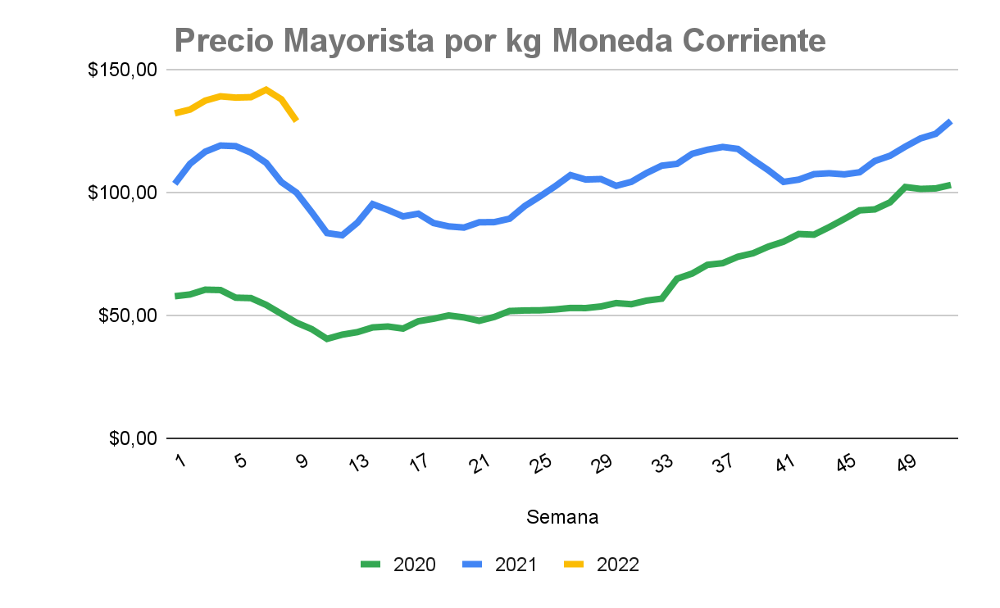 Precio Mayorista por kg Moneda Corriente
$150,00
$100,00
$50,00
$0,00
1 5 9 13 17 21 25 29 33 37 41 45 49
Semana
2020 2021 2022